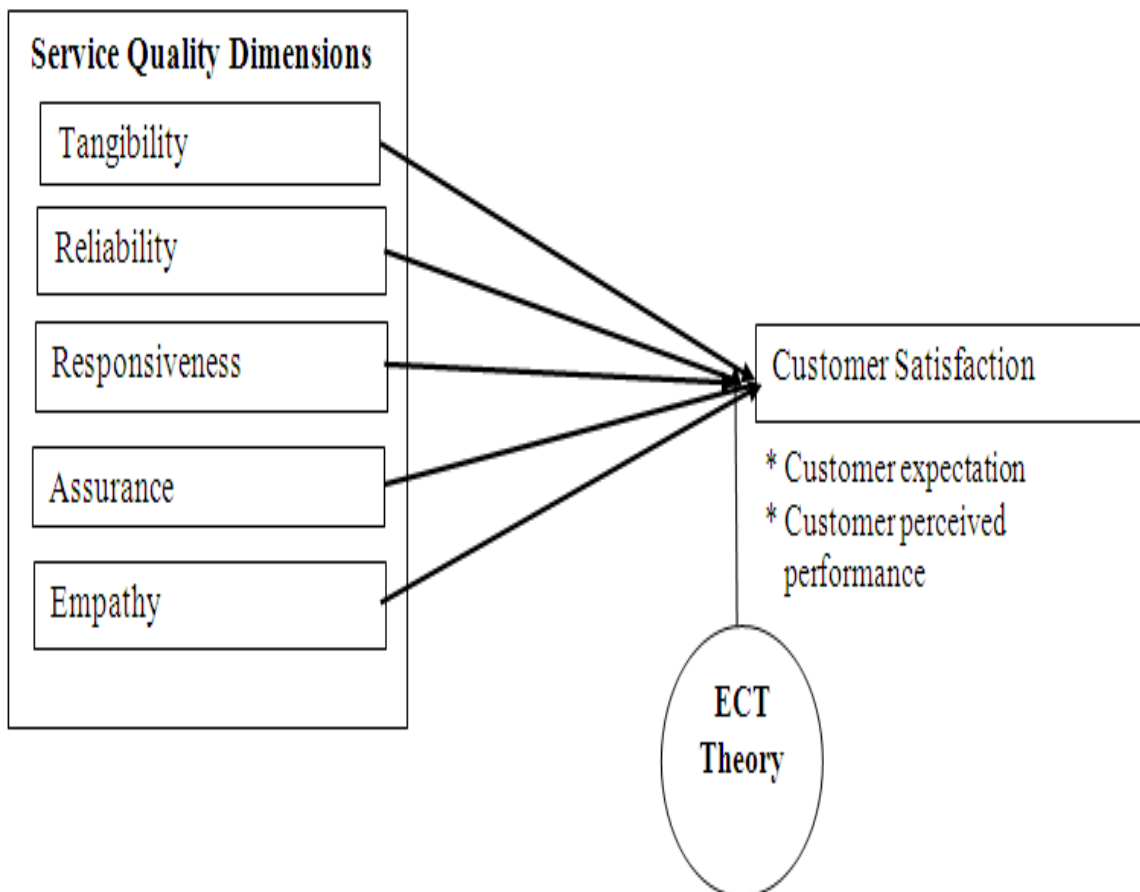 Service Quality Dimensions
Tangibility
Reliability
Responsiveness
Assurance
Empathy
Customer Satisfaction
* Customer expectation
* Customer perceived
performance
ECT
Theory